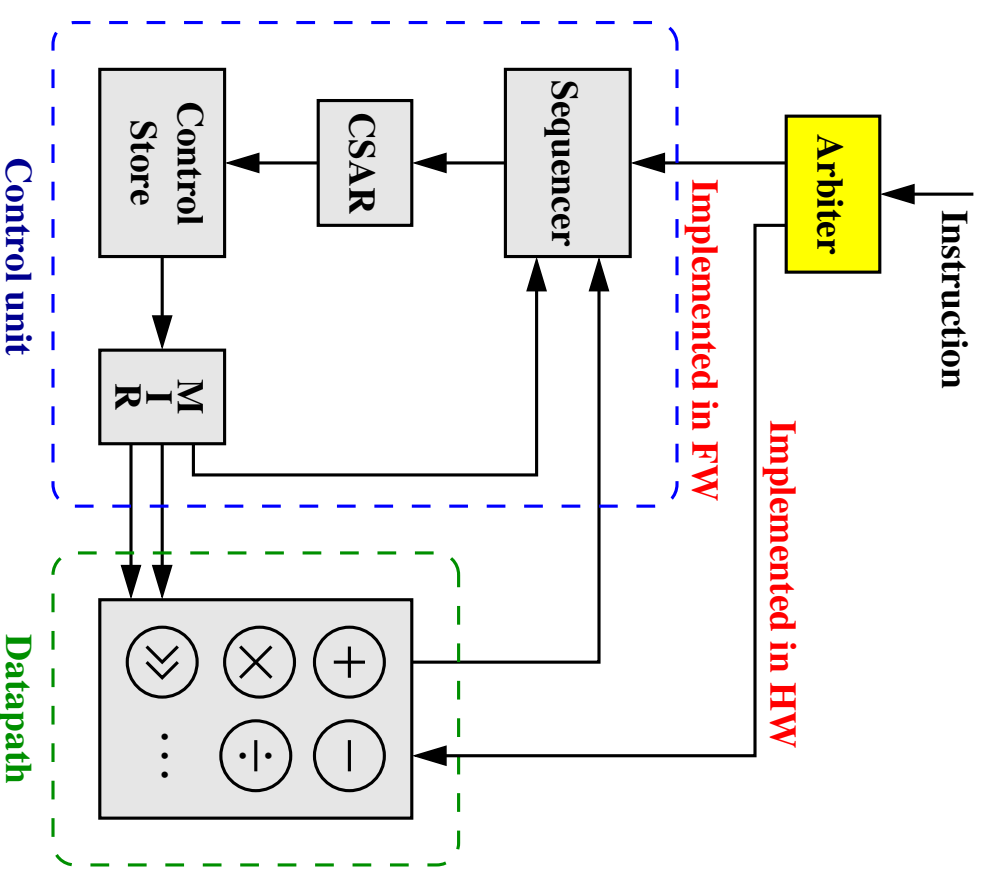 Instruction
Arbiter
Implemented in HW
Implemented in FW
Sequencer
CSAR
Control
Store
M
I
R
+
−
×
÷
...
Control unit
Datapath